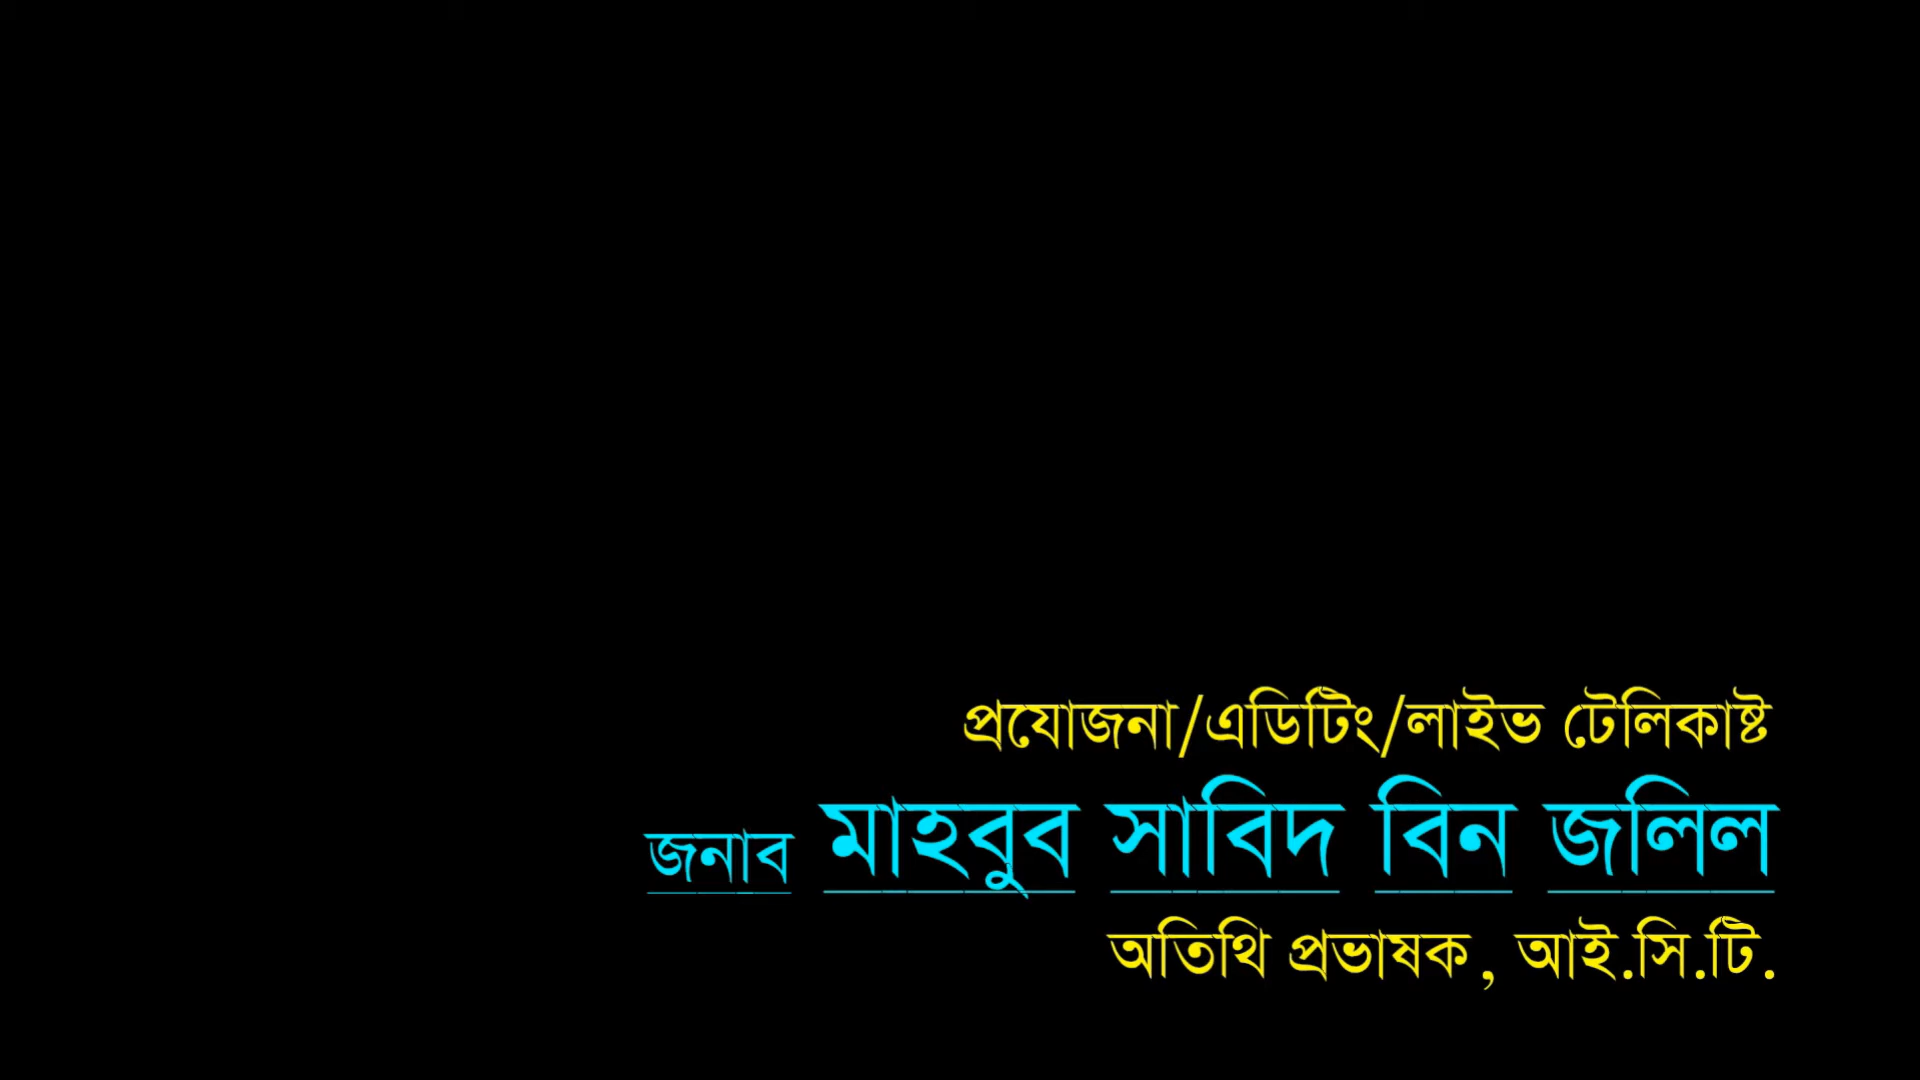 প্রযোজনা/এডিটিং/লাইভ টেলিকাষ্ট
জনাব মাহবুব সাবিদ বিন জলিল
অতিথি প্রভাষক, আই.সি.টি.